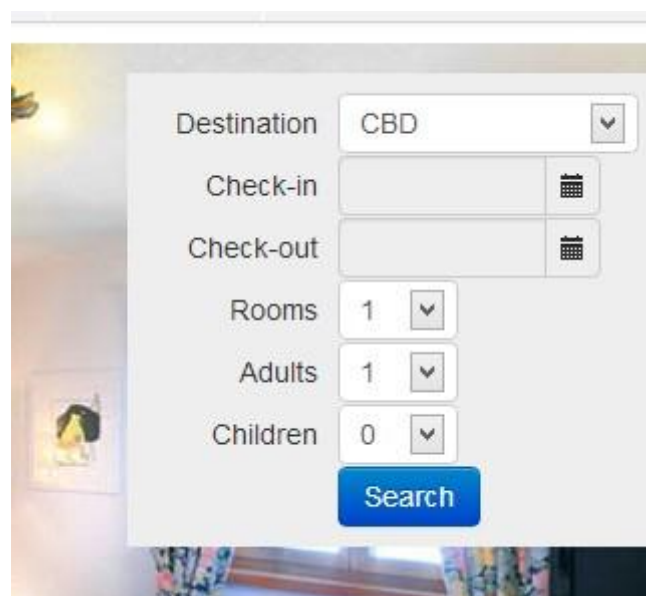 Destination CBD
Check-in
Check-out
Rooms 1
Adults 1
Children 0
Search